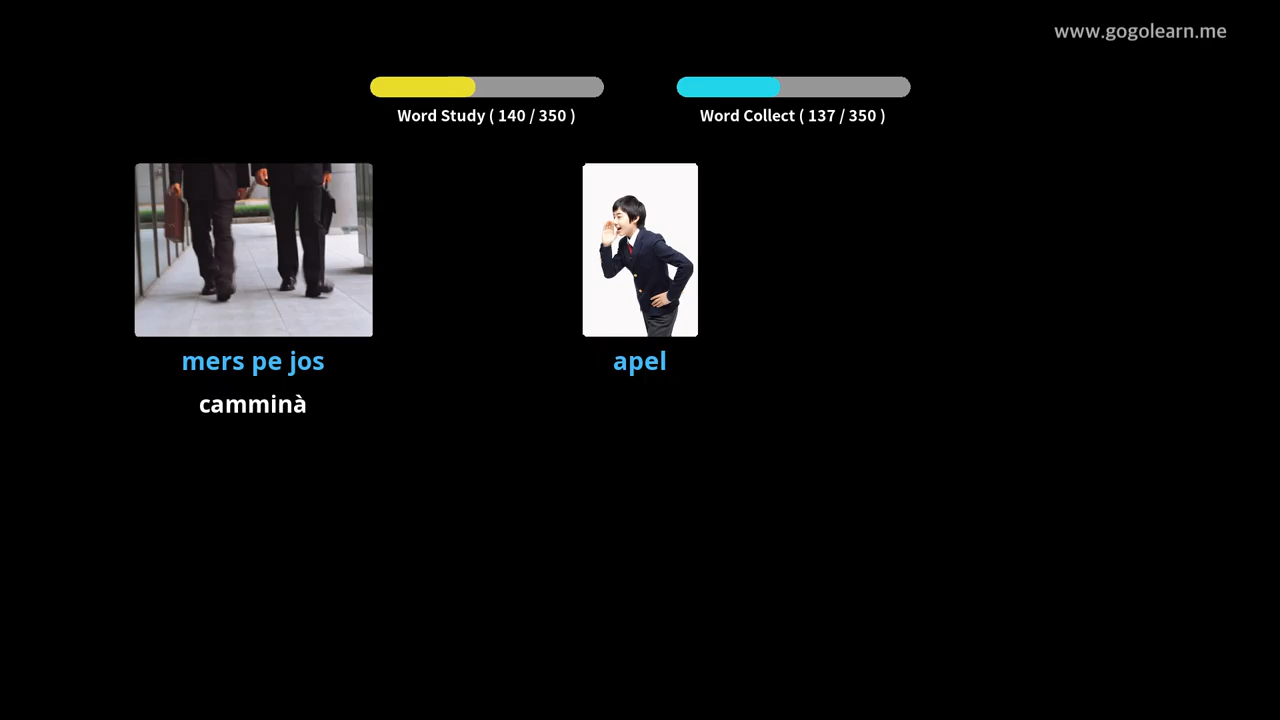 www.gogolearn.me
Word Study ( 140 / 350 )
Word Collect ( 137 / 350 )
mers pe jos
camminà
apel